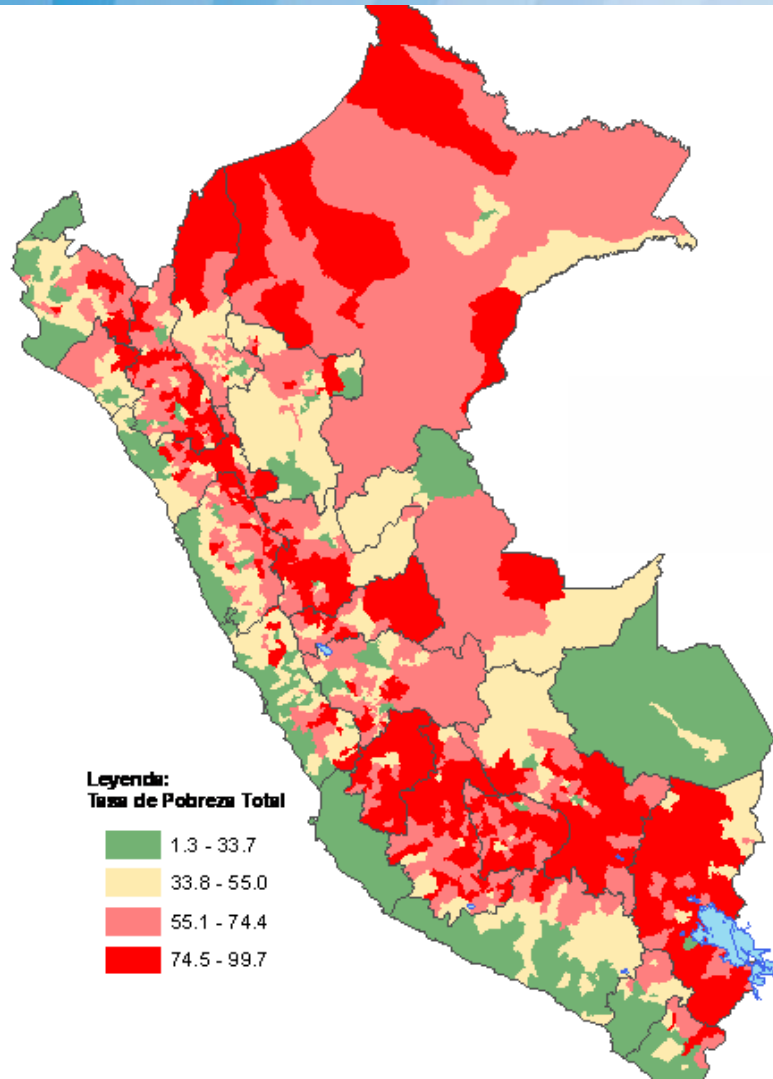 Leyenda:
Tasa de Pobreza Total
1.3 - 33.7
33.8 - 55.0
55.1 - 74.4
74.5 - 99.7